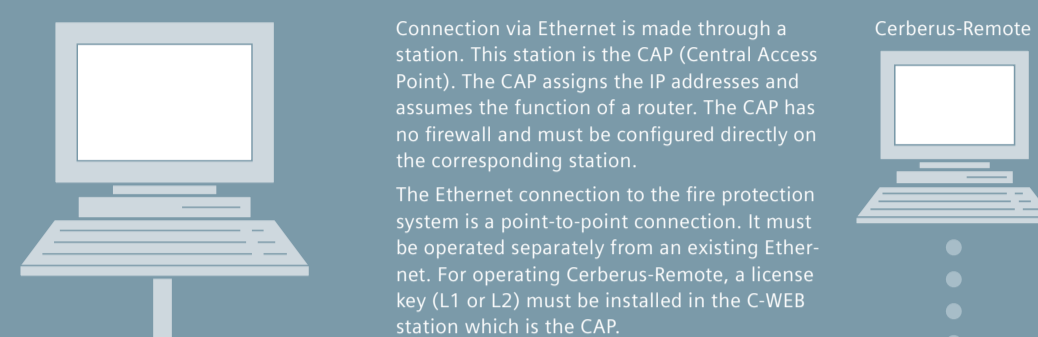 Connection via Ethernet is made through a
station. This station is the CAP (Central Access
Point). The CAP assigns the IP addresses and
assumes the function of a router. The CAP has
no firewall and must be configured directly on
the corresponding station.
The Ethernet connection to the fire protection
system is a point-to-point connection. It must
be operated separately from an existing Ether-
net. For operating Cerberus-Remote, a license
key (L1 or L2) must be installed in the C-WEB
station which is the CAP.
Cerberus-Remote